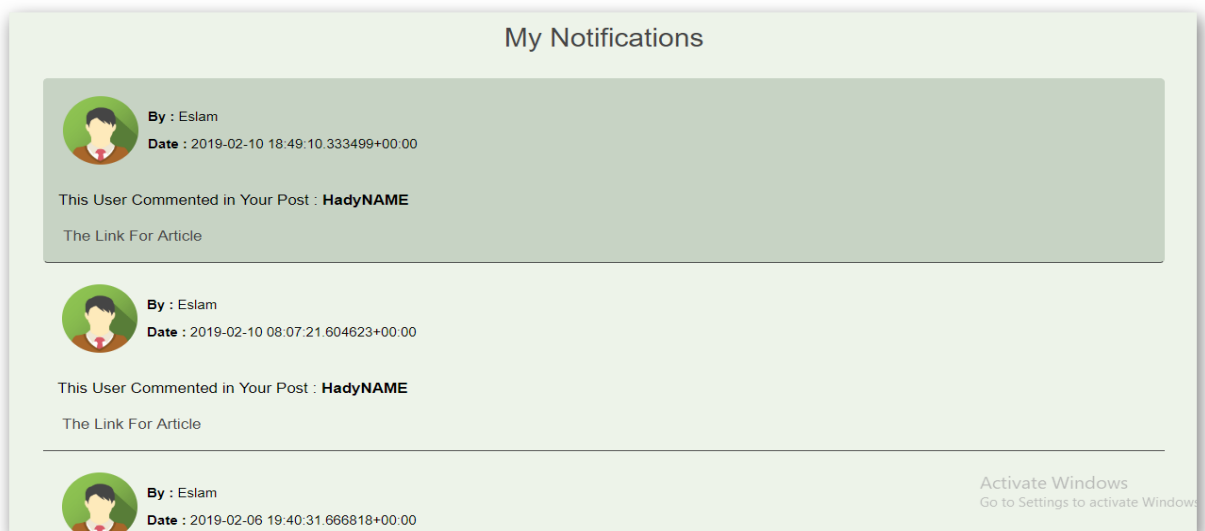 My Notifications
By : Eslam
Date : 2019-02-10 18:49:10.333499+00:00
This User Commented in Your Post : HadyNAME
The Link For Article
By : Eslam
Date : 2019-02-10 08:07:21.604623+00:00
This User Commented in Your Post : HadyNAME
The Link For Article
By : Eslam
Date : 2019-02-06 19:40:31.666818+00:00
Activate Windows
Go to Settings to activate Windows